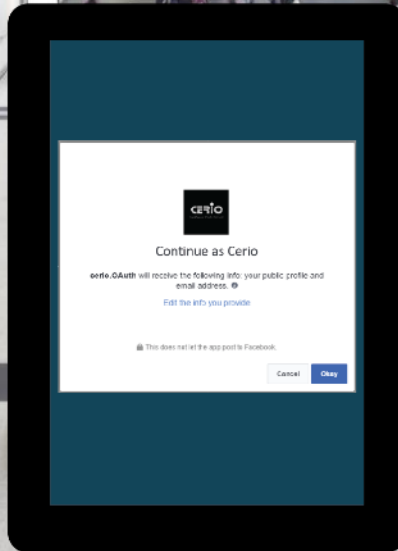 CERIO
Continue as Cerio
cerio.OAuth will receive the following info: your public profile and
email address.
Edit the info you provide
This does not let the app post to Facebook.
Cancel
Okay